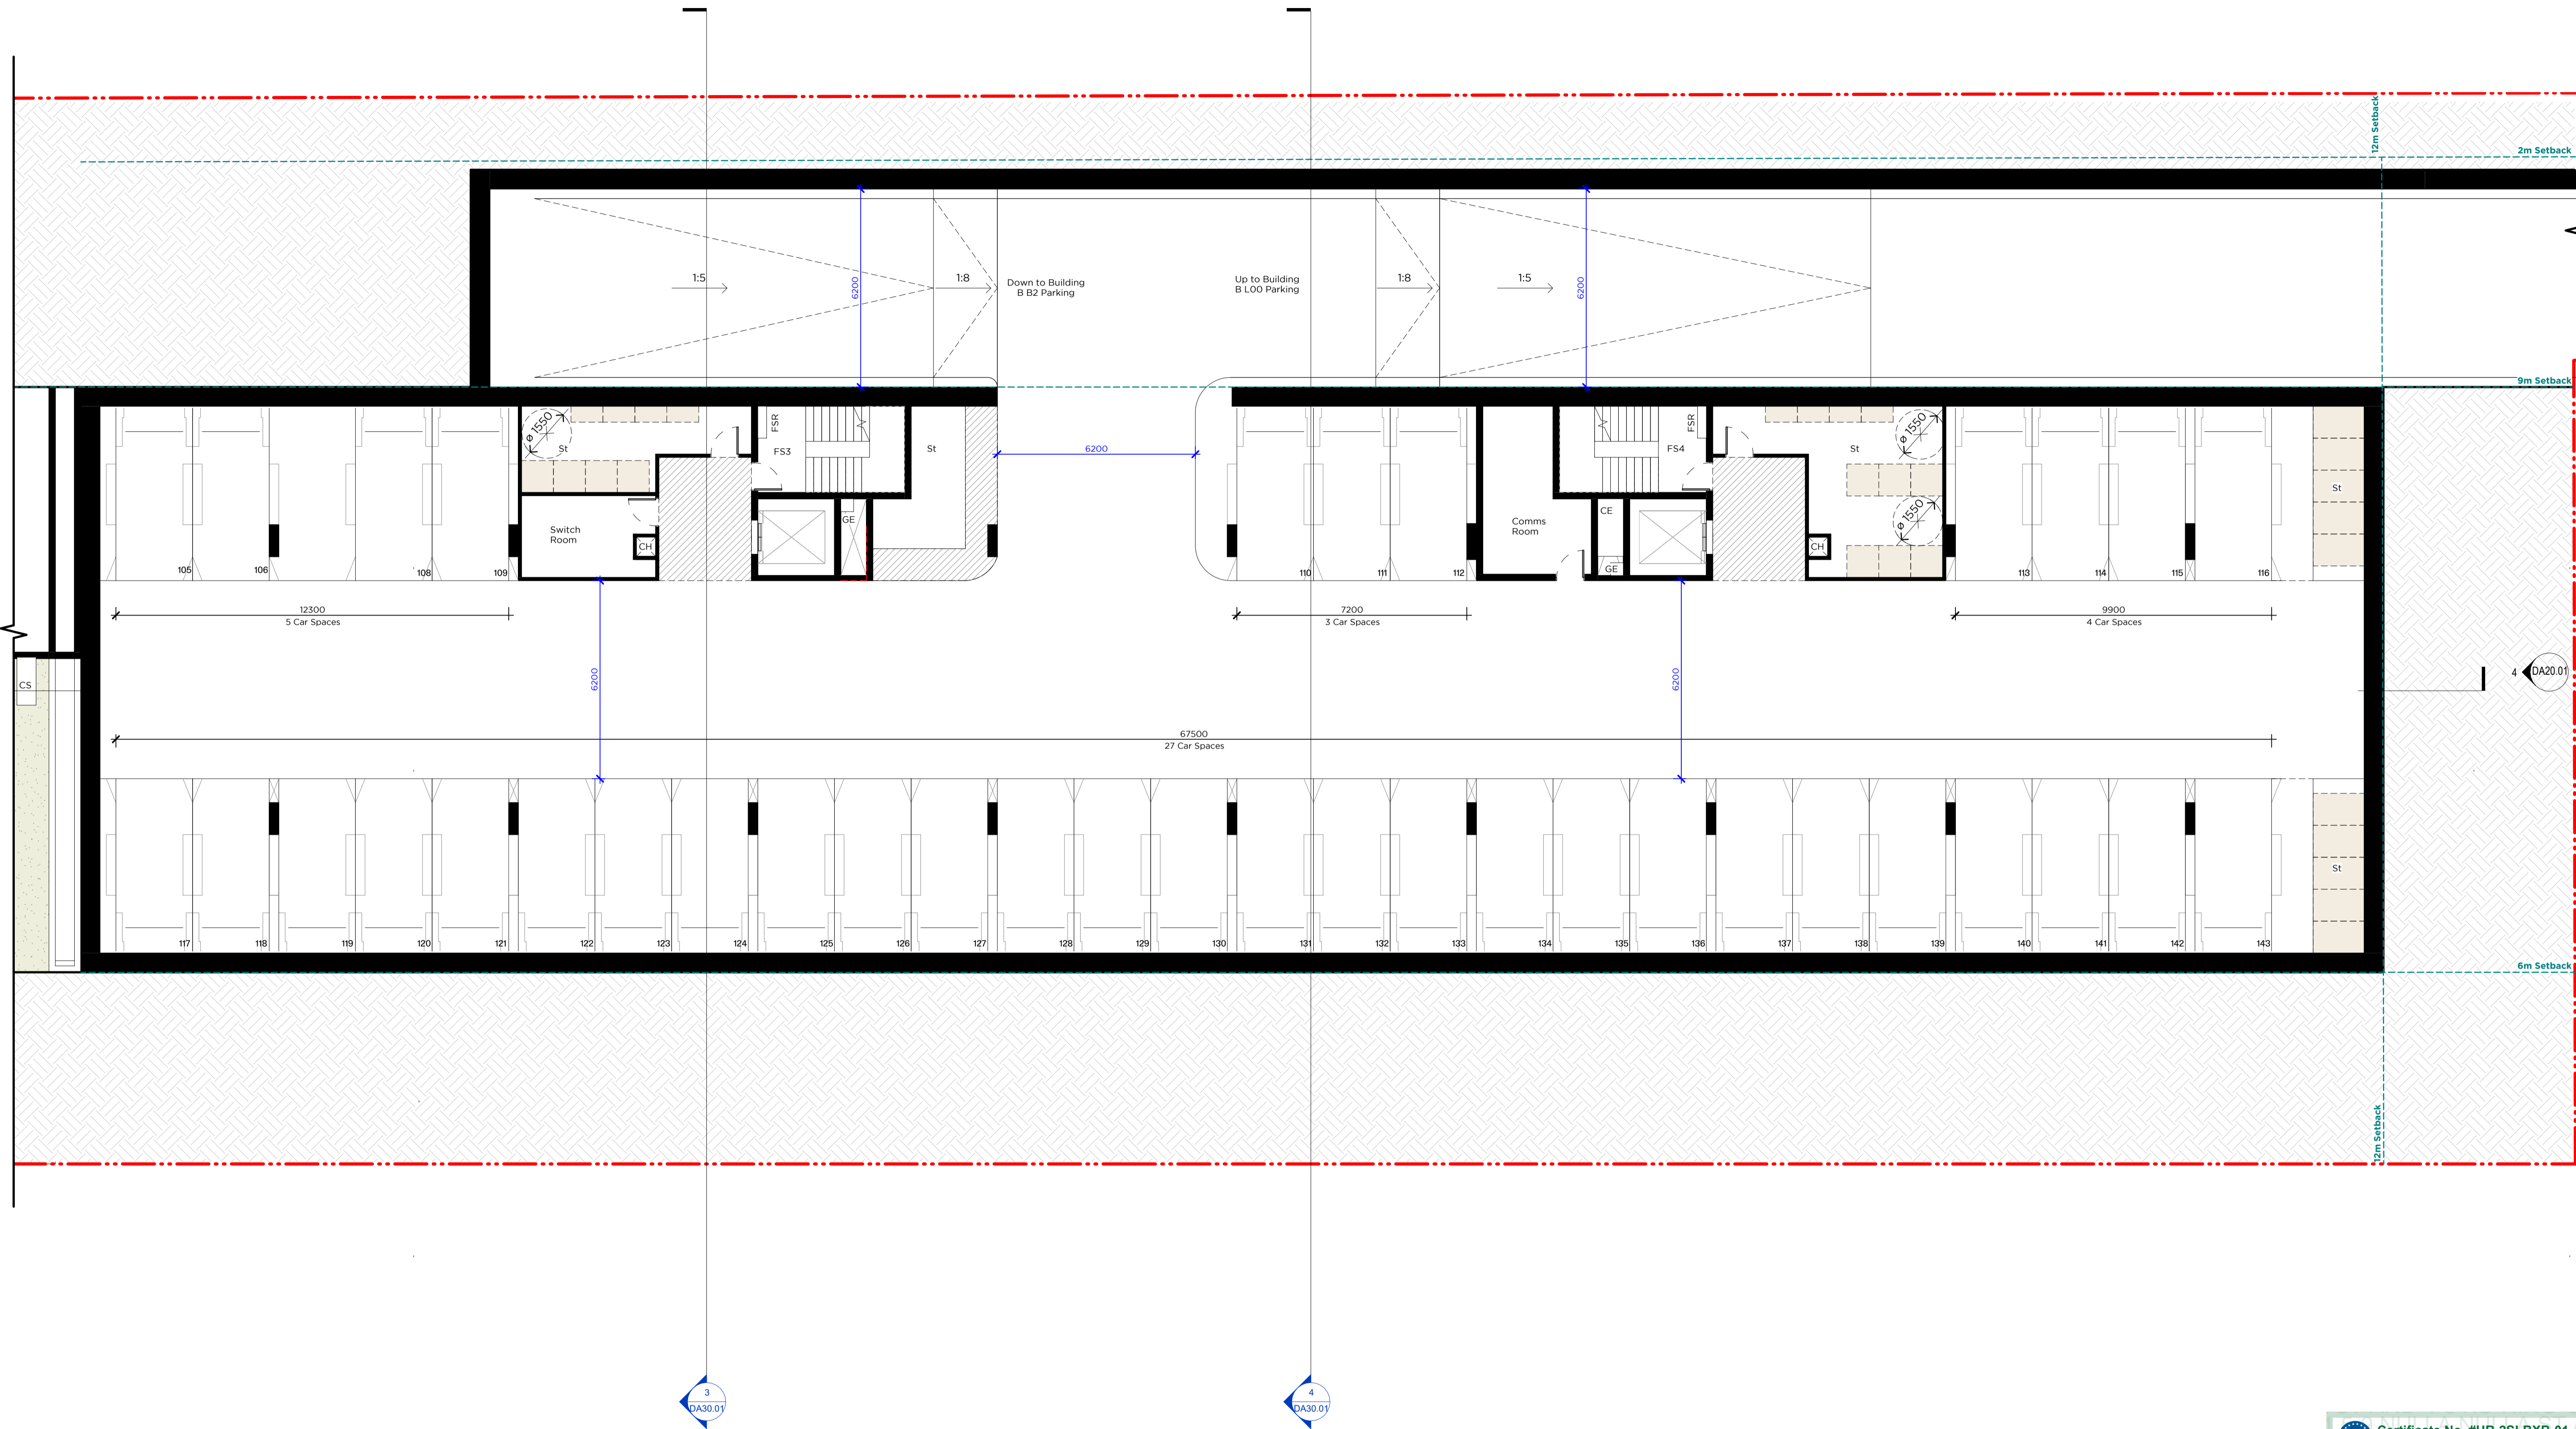 12m Setback
2m Setback
1:5
1:8
6200
Down to Building
B B2 Parking
Up to Building
B L00 Parking
1:8
1:5
6200
9m Setback
ø 1550
St
FSR
FS3
St
6200
FSR
FS4
St
ø 1550
St
Switch
Room
CH
GE
Comms
Room
CE
GE
CH
ø 1550
105
106
108
109
110
111
112
113
114
115
116
12300
5 Car Spaces
7200
3 Car Spaces
9900
4 Car Spaces
CS
6200
6200
4
DA20.01
67500
27 Car Spaces
St
117
118
119
120
121
122
123
124
125
126
127
128
129
130
131
132
133
134
135
136
137
138
139
140
141
142
143
6m Setback
12m Setback
3
DA30.01
4
DA30.01